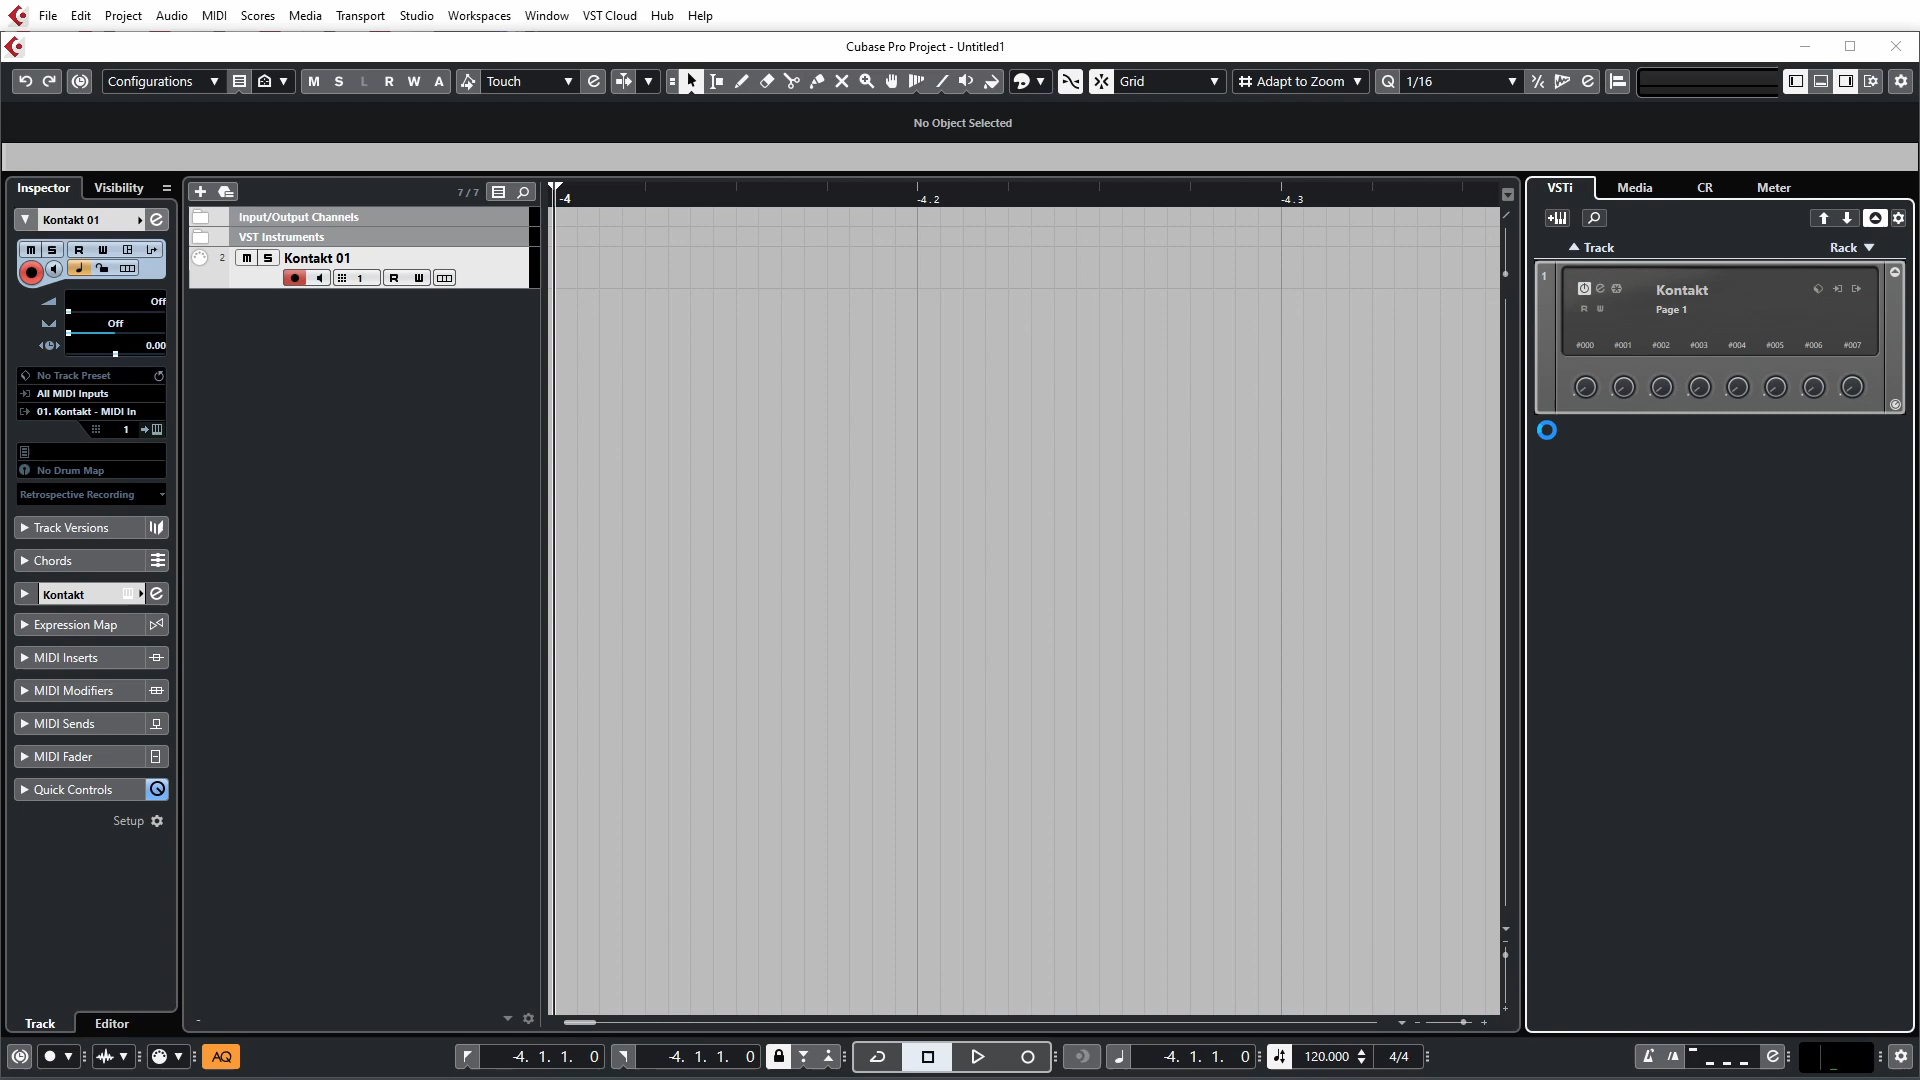 File Edit Project Audio MIDI Scores Media Transport Studio Workspaces Window VST Cloud Hub Help
Cubase Pro Project - Untitled1
Configurations M S L R W A Touch Grid Adapt to Zoom Q 1/16
No Object Selected
Inspector Visibility
7 / 7
-4 -4.2 -4.3
VSTi Media CR Meter
Kontakt 01
Input/Output Channels
VST Instruments
2 M S Kontakt 01
1 R W
M S R W
Off
Off
0.00
No Track Preset
All MIDI Inputs
01. Kontakt - MIDI In
1
No Drum Map
Retrospective Recording
Track Versions
Chords
Kontakt
Expression Map
MIDI Inserts
MIDI Modifiers
MIDI Sends
MIDI Fader
Quick Controls
Setup
Track Rack
1 Kontakt
R W Page 1
#000 #001 #002 #003 #004 #005 #006 #007
Track Editor
AQ -4. 1. 1. 0 -4. 1. 1. 0 -4. 1. 1. 0 120.000 4/4